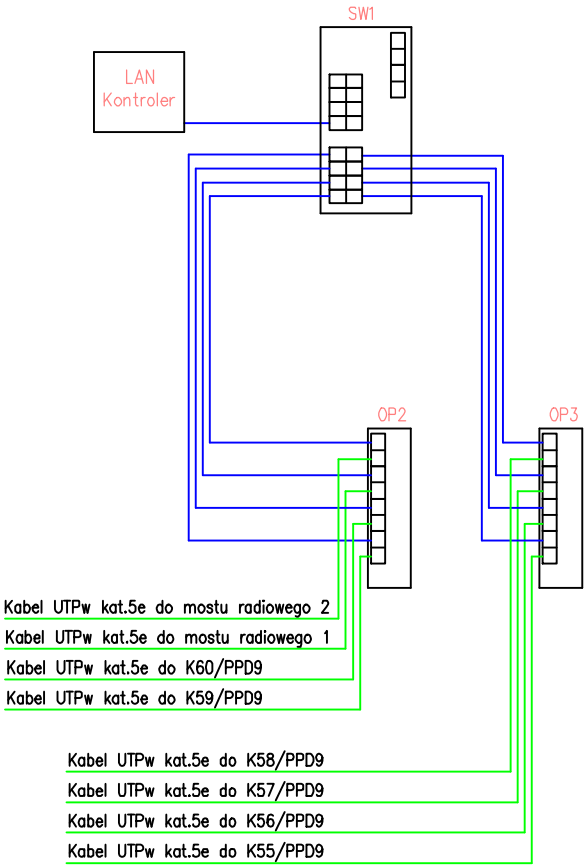 SW1
LAN
Kontroler
OP2
OP3
Kabel UTPw kat.5e do mostu radiowego 2
Kabel UTPw kat.5e do mostu radiowego 1
Kabel UTPw kat.5e do K60/PPD9
Kabel UTPw kat.5e do K59/PPD9
Kabel UTPw kat.5e do K58/PPD9
Kabel UTPw kat.5e do K57/PPD9
Kabel UTPw kat.5e do K56/PPD9
Kabel UTPw kat.5e do K55/PPD9